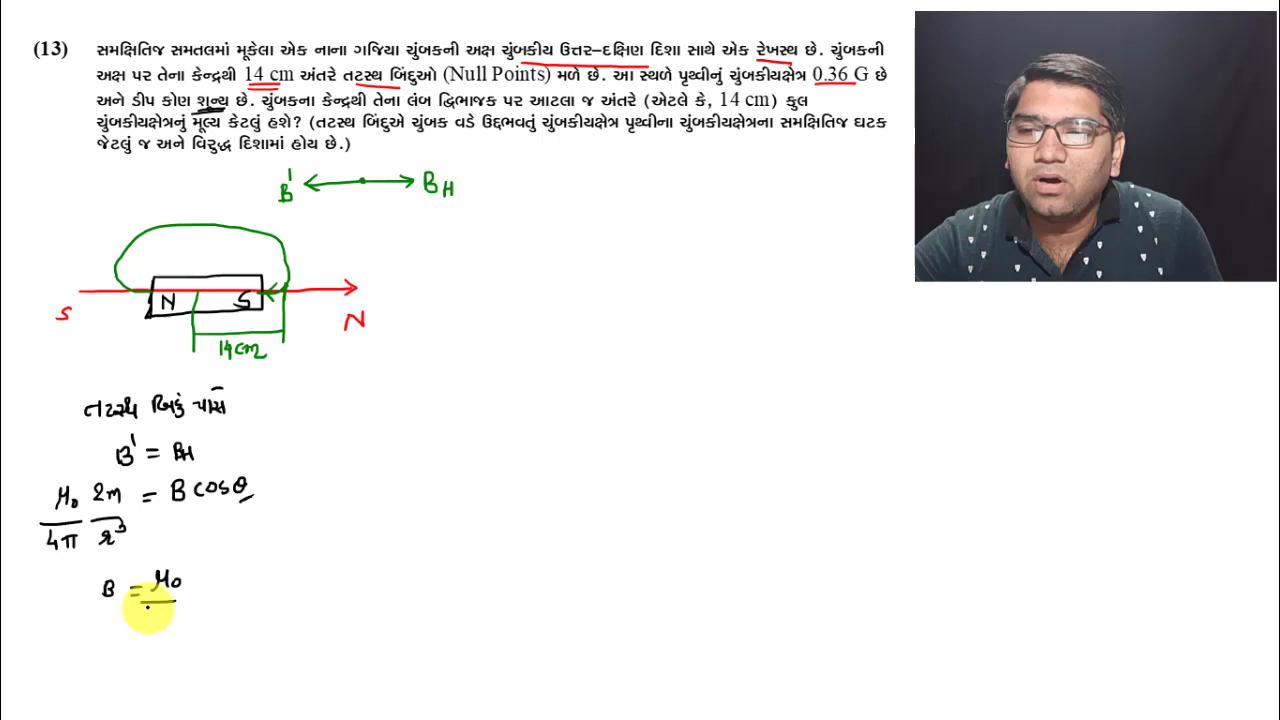 (13) સમક્ષિતિજ સમતલમાં મૂકેલા એક નાના ગજિયા ચુંબકની અક્ષ ચુંબકીય ઉત્તર–દક્ષિણ દિશા સાથે એક રેખસ્થ છે. ચુંબકની
અક્ષ પર તેના કેન્દ્રથી 14 cm અંતરે તટસ્થ બિંદુઓ (Null Points) મળે છે. આ સ્થળે પૃથ્વીનું ચુંબકીયક્ષેત્ર 0.36 G છે
અને ડીપ કોણ શૂન્ય છે. ચુંબકના કેન્દ્રથી તેના લંબ દ્વિભાજક પર આટલા જ અંતરે (એટલે કે, 14 cm) કુલ
ચુંબકીયક્ષેત્રનું મૂલ્ય કેટલું હશે? (તટસ્થ બિંદુએ ચુંબક વડે ઉદ્દભવતું ચુંબકીયક્ષેત્ર પૃથ્વીના ચુંબકીયક્ષેત્રના સમક્ષિતિજ ઘટક
જેટલું જ અને વિરુદ્ધ દિશામાં હોય છે.)
B' B_H
N S
S N
14cm
તટસ્થ બિંદુ પાસે
B' = B_H
μ₀/4π 2m/r³ = B cosθ
B = μ₀